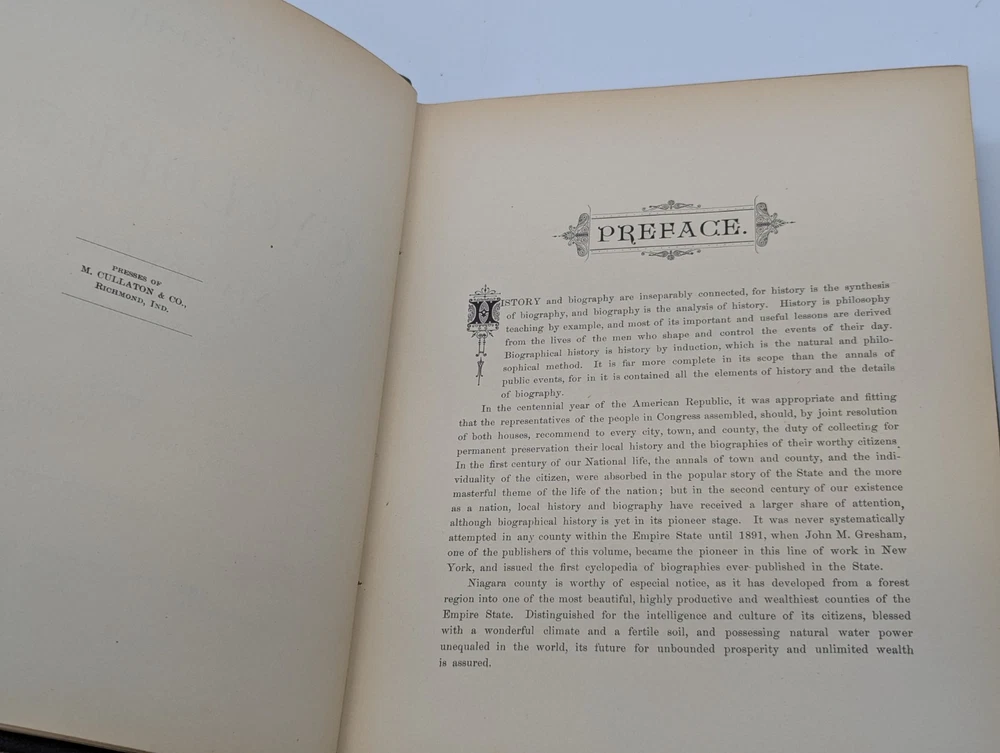 PRESSES OF
M. CULLATON & CO.,
RICHMOND, IND.
PREFACE.
HISTORY and biography are inseparably connected, for history is the synthesis
of biography, and biography is the analysis of history. History is philosophy
teaching by example, and most of its important and useful lessons are derived
from the lives of the men who shape and control the events of their day.
Biographical history is history by induction, which is the natural and philo-
sophical method. It is far more complete in its scope than the annals of
public events, for in it is contained all the elements of history and the details
of biography.
In the centennial year of the American Republic, it was appropriate and fitting
that the representatives of the people in Congress assembled, should, by joint resolution
of both houses, recommend to every city, town, and county, the duty of collecting for
permanent preservation their local history and the biographies of their worthy citizens.
In the first century of our National life, the annals of town and county, and the indi-
viduality of the citizen, were absorbed in the popular story of the State and the more
masterful theme of the life of the nation; but in the second century of our existence
as a nation, local history and biography have received a larger share of attention,
although biographical history is yet in its pioneer stage. It was never systematically
attempted in any county within the Empire State until 1891, when John M. Gresham,
one of the publishers of this volume, became the pioneer in this line of work in New
York, and issued the first cyclopedia of biographies ever published in the State.
Niagara county is worthy of especial notice, as it has developed from a forest
region into one of the most beautiful, highly productive and wealthiest counties of the
Empire State. Distinguished for the intelligence and culture of its citizens, blessed
with a wonderful climate and a fertile soil, and possessing natural water power
unequaled in the world, its future for unbounded prosperity and unlimited wealth
is assured.